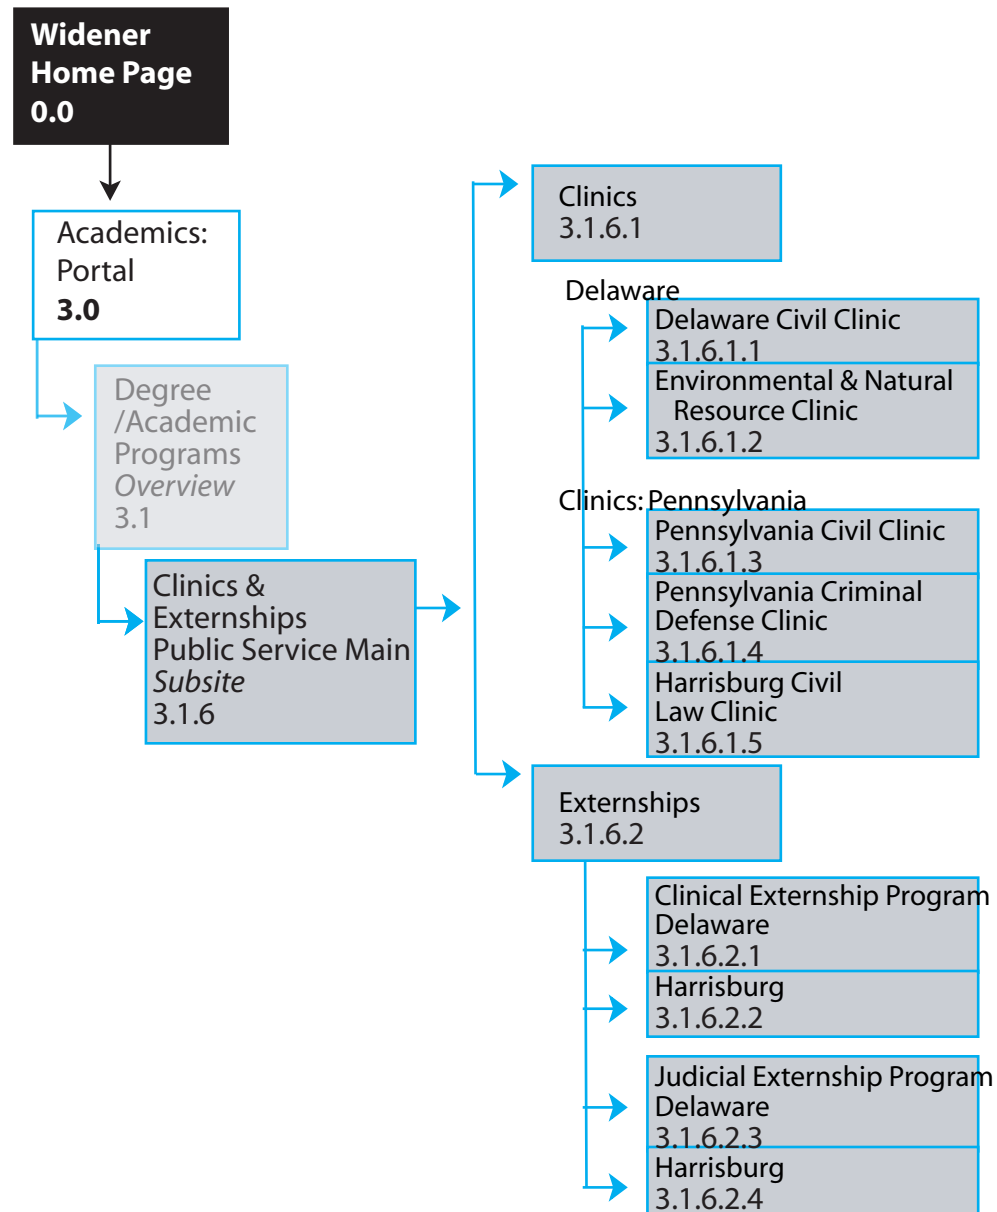 Widener
Home Page
0.0
Academics:
Portal
3.0
Degree
/Academic
Programs
Overview
3.1
Clinics &
Externships
Public Service Main
Subsite
3.1.6
Clinics
3.1.6.1
Delaware
Delaware Civil Clinic
3.1.6.1.1
Environmental & Natural
Resource Clinic
3.1.6.1.2
Clinics: Pennsylvania
Pennsylvania Civil Clinic
3.1.6.1.3
Pennsylvania Criminal
Defense Clinic
3.1.6.1.4
Harrisburg Civil
Law Clinic
3.1.6.1.5
Externships
3.1.6.2
Clinical Externship Program
Delaware
3.1.6.2.1
Harrisburg
3.1.6.2.2
Judicial Externship Program
Delaware
3.1.6.2.3
Harrisburg
3.1.6.2.4